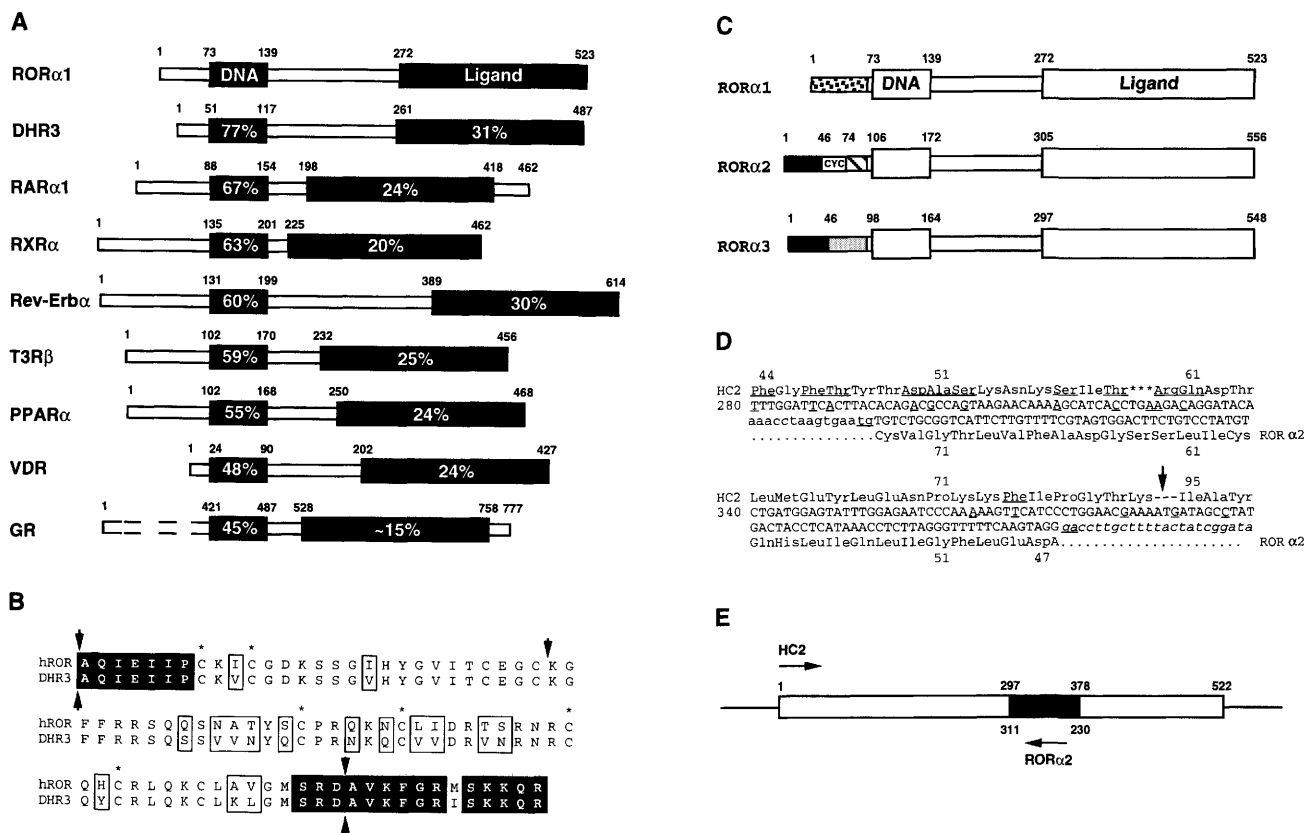 A
1 73 139 272 523
RORα1 DNA Ligand
1 51 117 261 487
DHR3 77% 31%
1 88 154 198 418 462
RARα1 67% 24%
1 135 201 225 462
RXRα 63% 20%
1 131 199 389 614
Rev-Erbα 60% 30%
1 102 170 232 456
T3Rβ 59% 25%
1 102 168 250 468
PPARα 55% 24%
1 24 90 202 427
VDR 48% 24%
1 421 487 528 758 777
GR 45% ~15%
B
* *
hROR A Q I E I I P C K I C G D K S S G I H Y G V I T C E G C K G
DHR3 A Q I E I I P C K V C G D K S S G V H Y G V I T C E G C K G
* *  *
hROR F F R R S Q Q S N A T Y S C P R Q K N C L I D R T S R N R C
DHR3 F F R R S Q S S V V N Y Q C P R N K Q C V V D R V N R N R C
*
hROR Q H C R L Q K C L A V G M S R D A V K F G R M S K K Q R
DHR3 Q Y C R L Q K C L K L G M S R D A V K F G R I S K K Q R
C
1 73 139 272 523
RORα1 DNA Ligand
1 46 74 106 172 305 556
RORα2 CYC
1 46 98 164 297 548
RORα3
D
44 51 61
HC2 PheGlyPheThrTyrThrAspAlaSerLysAsnLysSerIleThr***ArgGlnAspThr
280 TTTGGATTCACTTACACAGACGCCAGTAAGAACAAAAGCATCACCTGAAGACAGGATACA
aaacctaagtgaatgTGTCTGCGGTCATTCTTGTTTTCGTAGTGGACTTCTGTCCTATGT
...............CysValGlyThrLeuValPheAlaAspGlySerSerLeuIleCys ROR α2
71 61
71 95
HC2 LeuMetGluTyrLeuGluAsnProLysLysPheIleProGlyThrLys---IleAlaTyr
340 CTGATGGAGTATTTGGAGAATCCCAAAAAGTTCATCCCTGGAACGAAAATGATAGCCTAT
GACTACCTCATAAACCTCTTAGGGTTTTTCAAGTAGGgaccttgcttttactatcggata
GlnHisLeuIleGlnLeuIleGlyPheLeuGluAspA....................... ROR α2
51 47
E
HC2
1 297 378 522
311 230
RORα2